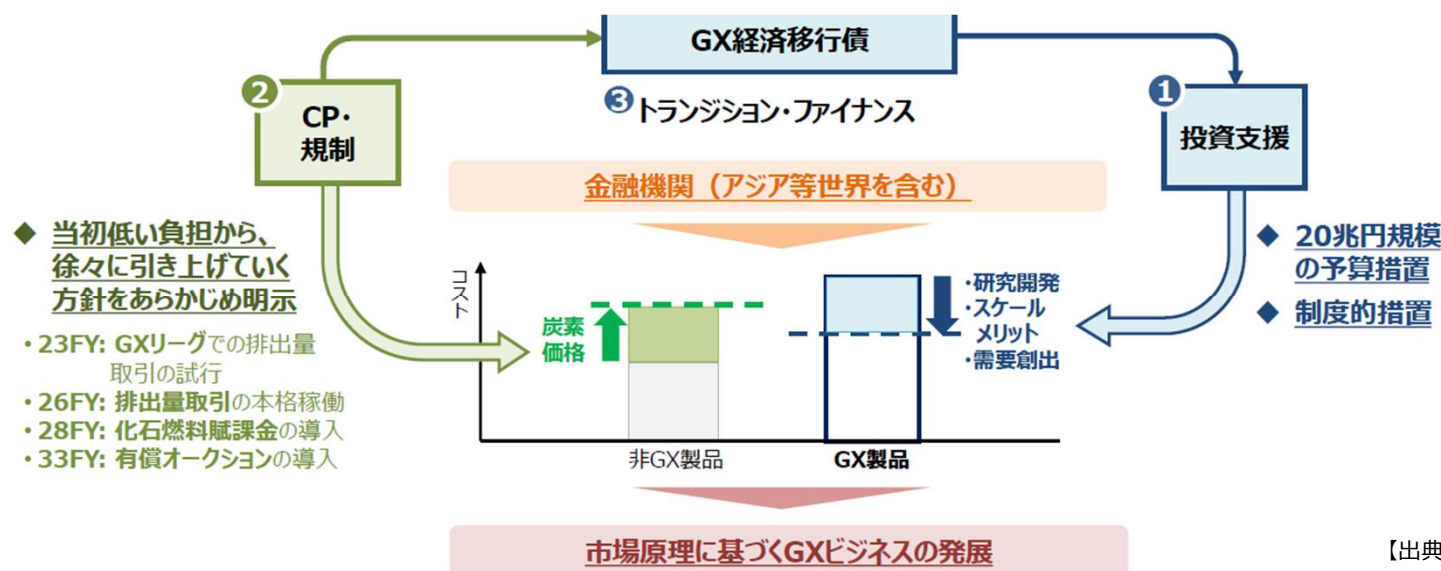 GX経済移行債
❸トランジション・ファイナンス
❷
CP・
規制
❶
投資支援
金融機関（アジア等世界を含む）
◆ 当初低い負担から、
徐々に引き上げていく
方針をあらかじめ明示
・23FY: GXリーグでの排出量
取引の試行
・26FY: 排出量取引の本格稼働
・28FY: 化石燃料賦課金の導入
・33FY: 有償オークションの導入
コスト
炭素
価格
・研究開発
・スケール
メリット
・需要創出
非GX製品
GX製品
◆ 20兆円規模
の予算措置
◆ 制度的措置
市場原理に基づくGXビジネスの発展
【出典